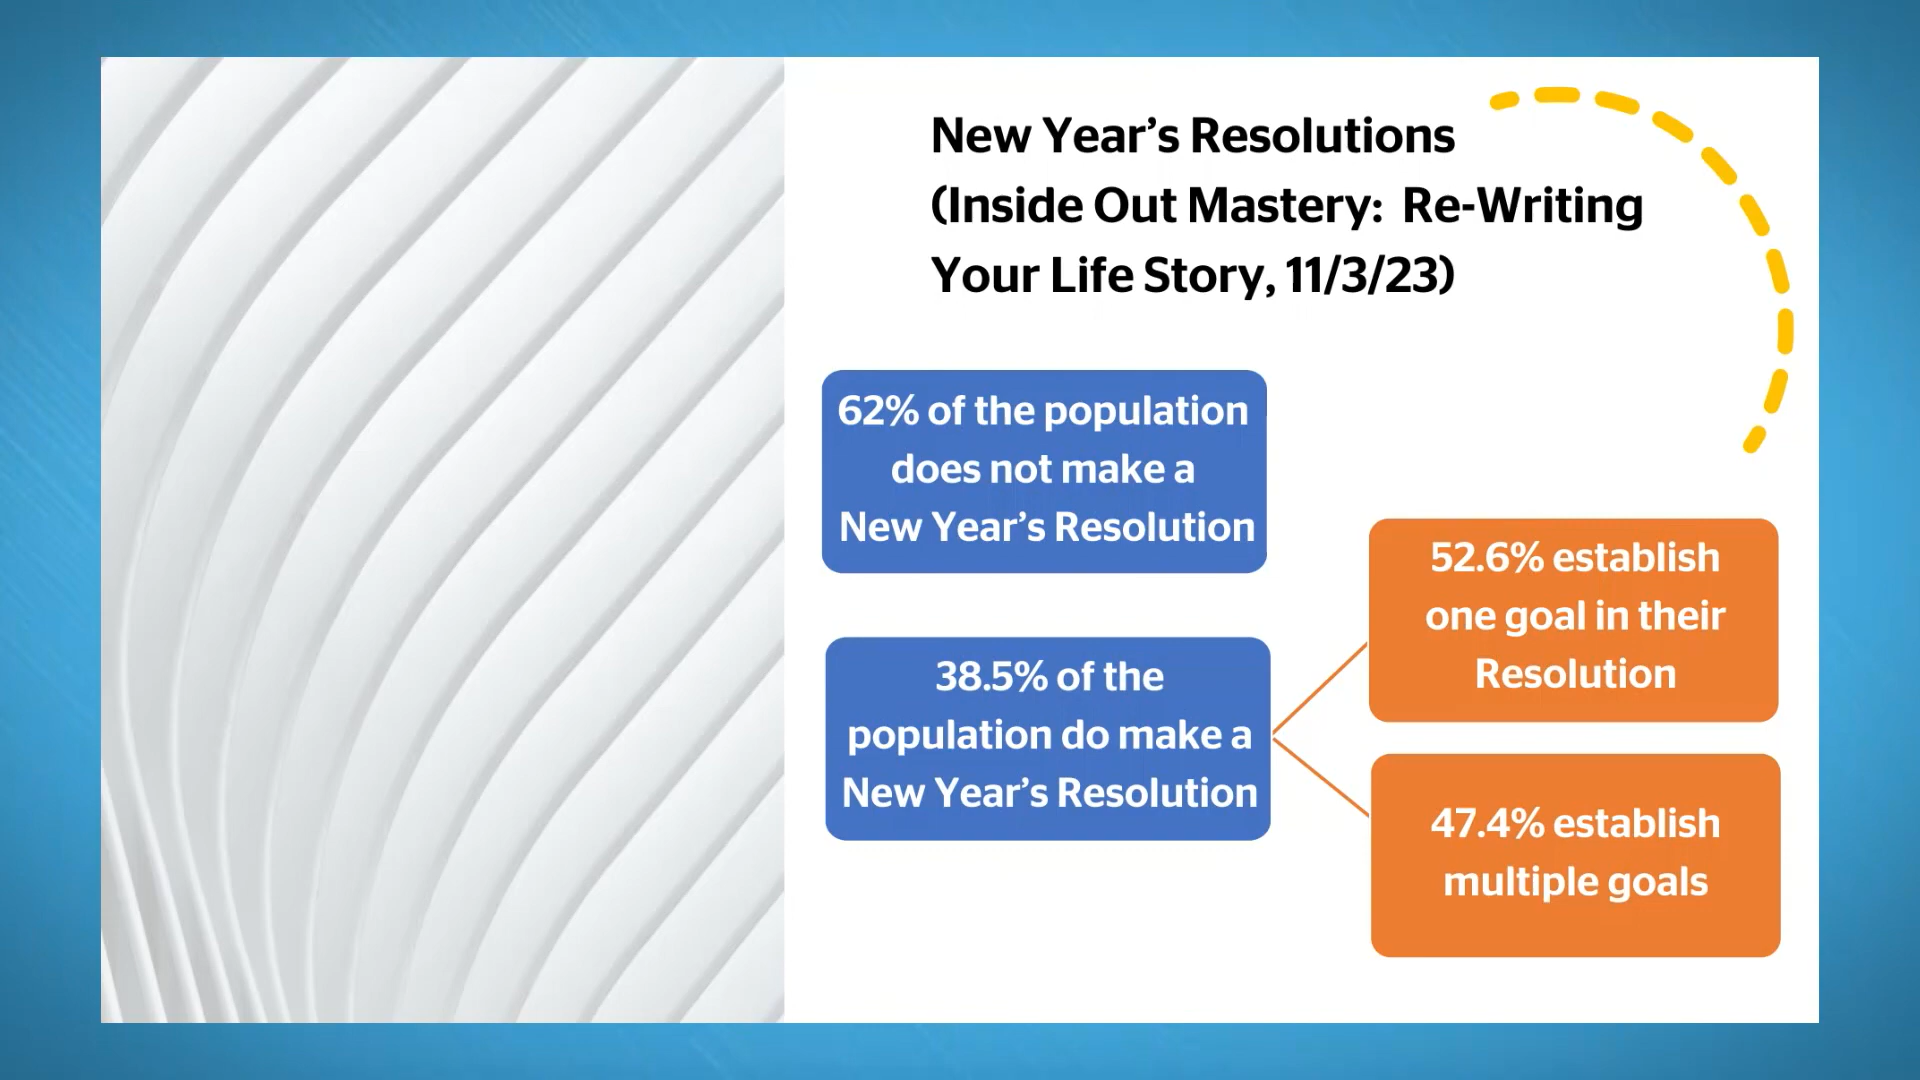 New Year’s Resolutions
(Inside Out Mastery:  Re-Writing
Your Life Story, 11/3/23)
62% of the population
does not make a
New Year’s Resolution
38.5% of the
population do make a
New Year’s Resolution
52.6% establish
one goal in their
Resolution
47.4% establish
multiple goals